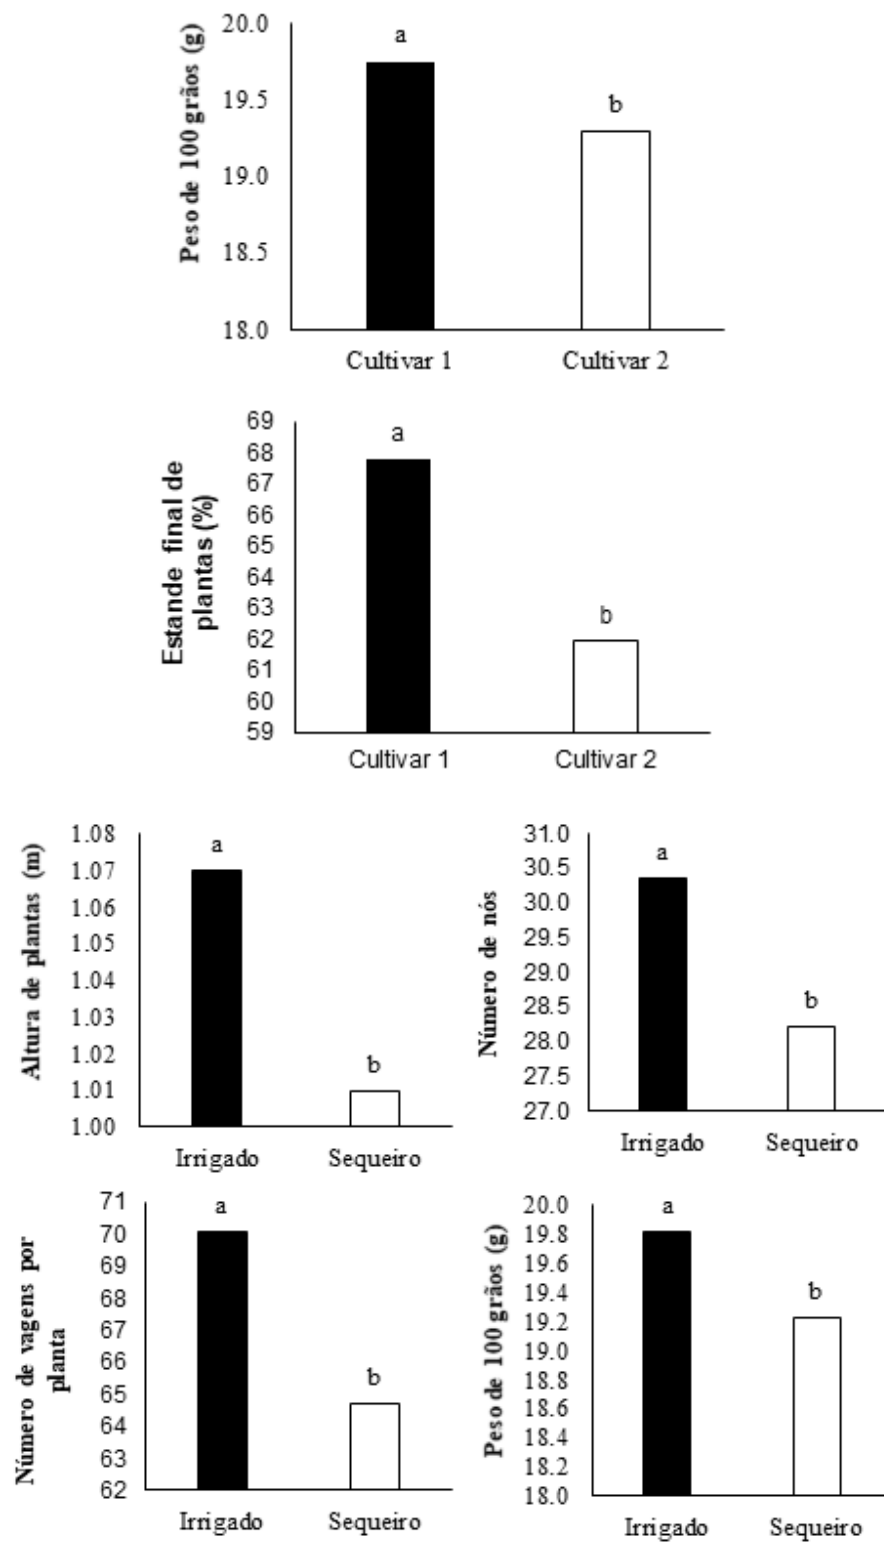 Peso de 100 grãos (g)
20.0
19.5
19.0
18.5
18.0
a
b
Cultivar 1
Cultivar 2
Estande final de
plantas (%)
69
68
67
66
65
64
63
62
61
60
59
a
b
Cultivar 1
Cultivar 2
Altura de plantas (m)
1.08
1.07
1.06
1.05
1.04
1.03
1.02
1.01
1.00
a
b
Irrigado
Sequeiro
Número de nós
31.0
30.5
30.0
29.5
29.0
28.5
28.0
27.5
27.0
a
b
Irrigado
Sequeiro
Número de vagens por
planta
71
70
69
68
67
66
65
64
63
62
a
b
Irrigado
Sequeiro
Peso de 100 grãos (g)
20.0
19.8
19.6
19.4
19.2
19.0
18.8
18.6
18.4
18.2
18.0
a
b
Irrigado
Sequeiro